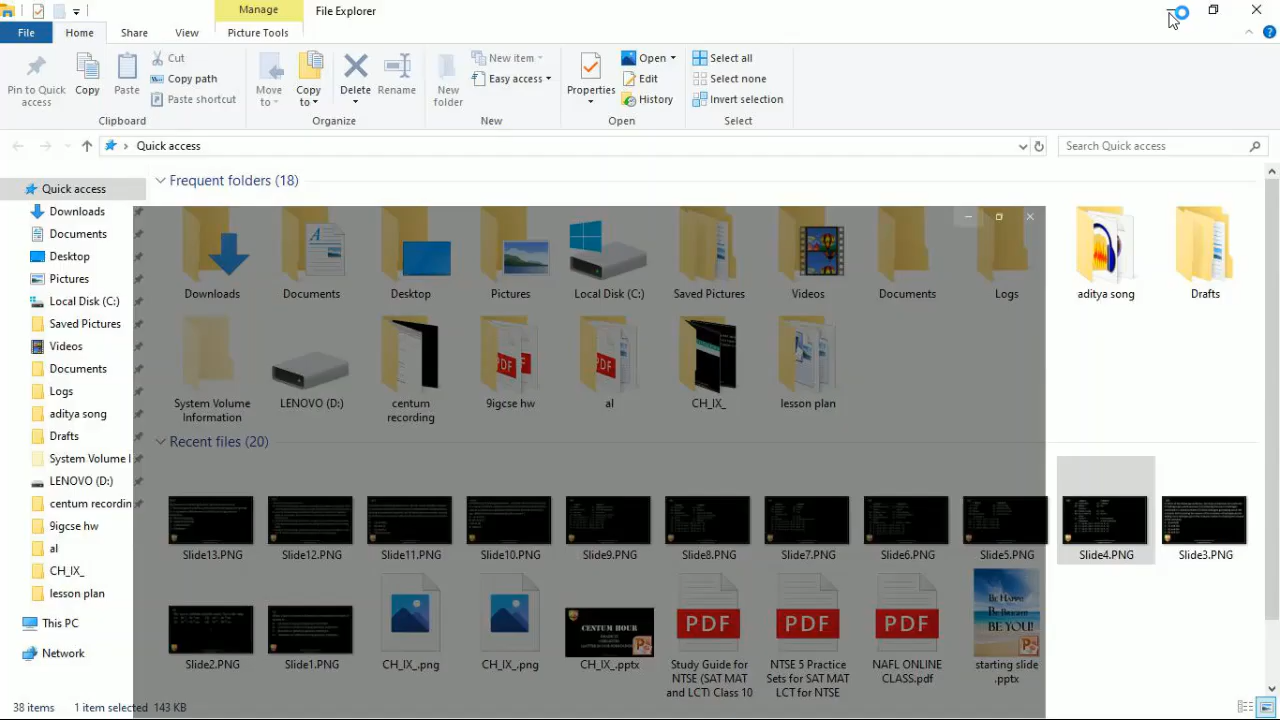 Manage
File Explorer
File
Home
Share
View
Picture Tools
Pin to Quick access
Copy
Paste
Cut
Copy path
Paste shortcut
Clipboard
Move to
Copy to
Delete
Rename
Organize
New folder
New item
Easy access
New
Properties
Open
Edit
History
Open
Select all
Select none
Invert selection
Select
Quick access
Search Quick access
Quick access
Downloads
Documents
Desktop
Pictures
Local Disk (C:)
Saved Pictures
Videos
Documents
Logs
aditya song
Drafts
System Volume I
LENOVO (D:)
centum recordin
9igcse hw
al
CH_IX_
lesson plan
This PC
Network
Frequent folders (18)
Downloads
Documents
Desktop
Pictures
Local Disk (C:)
Saved Pictures
Videos
Documents
Logs
aditya song
Drafts
System Volume
Information
LENOVO (D:)
centum
recording
9igcse hw
al
CH_IX_
lesson plan
Recent files (20)
Slide13.PNG
Slide12.PNG
Slide11.PNG
Slide10.PNG
Slide9.PNG
Slide8.PNG
Slide7.PNG
Slide6.PNG
Slide5.PNG
Slide4.PNG
Slide3.PNG
Slide2.PNG
Slide1.PNG
CH_IX_.png
CH_IX_.png
CENTUM HOUR
CH_IX_.pptx
PDF
Study Guide for
NTSE (SAT MAT
and LCT) Class 10
PDF
NTSE 5 Practice
Sets for SAT MAT
LCT for NTSE
PDF
NAFL ONLINE
CLASS.pdf
BE YOU!
starting slide
.pptx
38 items
1 item selected 143 KB